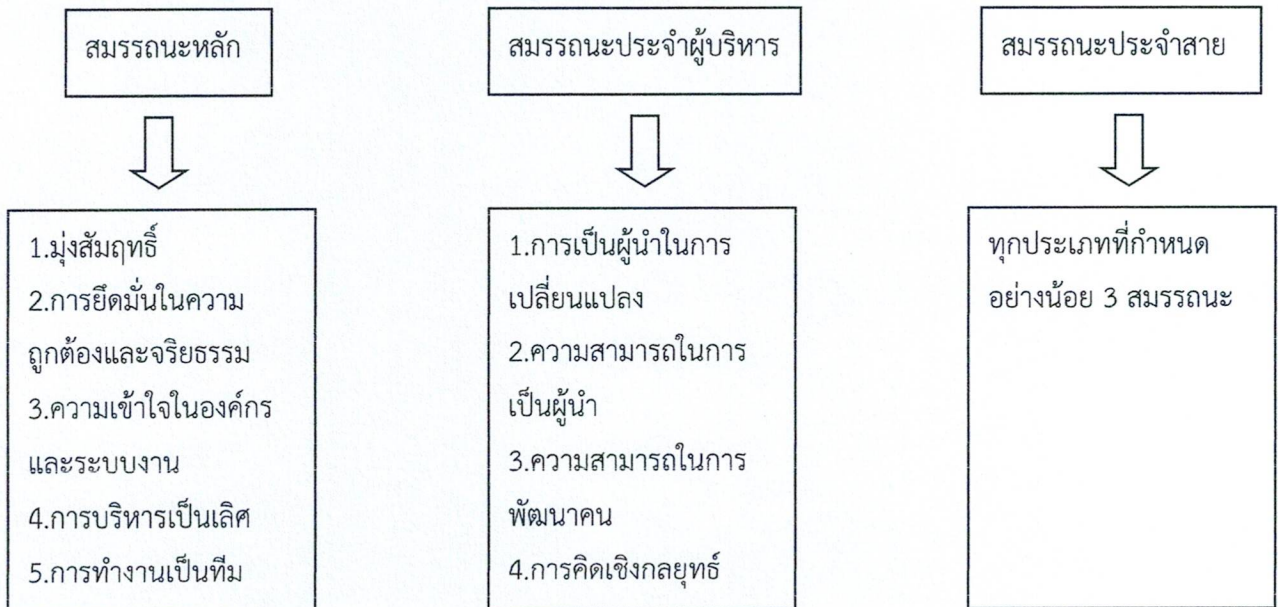 สมรรถนะหลัก
สมรรถนะประจำผู้บริหาร
สมรรถนะประจำสาย
1.มุ่งสัมฤทธิ์
2.การยึดมั่นในความ
ถูกต้องและจริยธรรม
3.ความเข้าใจในองค์กร
และระบบงาน
4.การบริหารเป็นเลิศ
5.การทำงานเป็นทีม
1.การเป็นผู้นำในการ
เปลี่ยนแปลง
2.ความสามารถในการ
เป็นผู้นำ
3.ความสามารถในการ
พัฒนาคน
4.การคิดเชิงกลยุทธ์
ทุกประเภทที่กำหนด
อย่างน้อย 3 สมรรถนะ